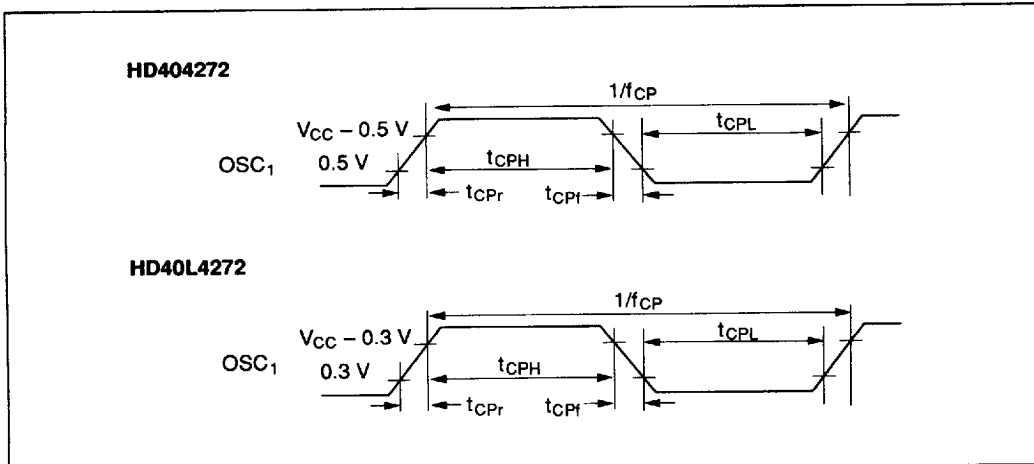 HD404272
1/fCP
VCC – 0.5 V
tCPL
OSC1
0.5 V
tCPH
tCPr
tCPf
HD40L4272
1/fCP
VCC – 0.3 V
tCPL
OSC1
0.3 V
tCPH
tCPr
tCPf